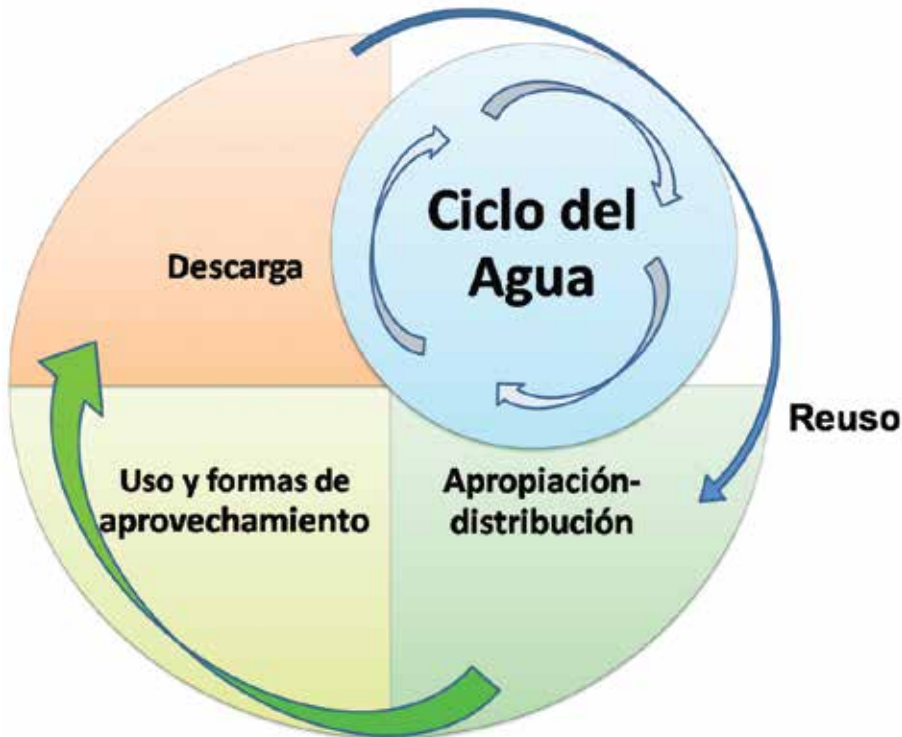 Ciclo del
Agua
Descarga
Reuso
Uso y formas de
aprovechamiento
Apropiación-
distribución